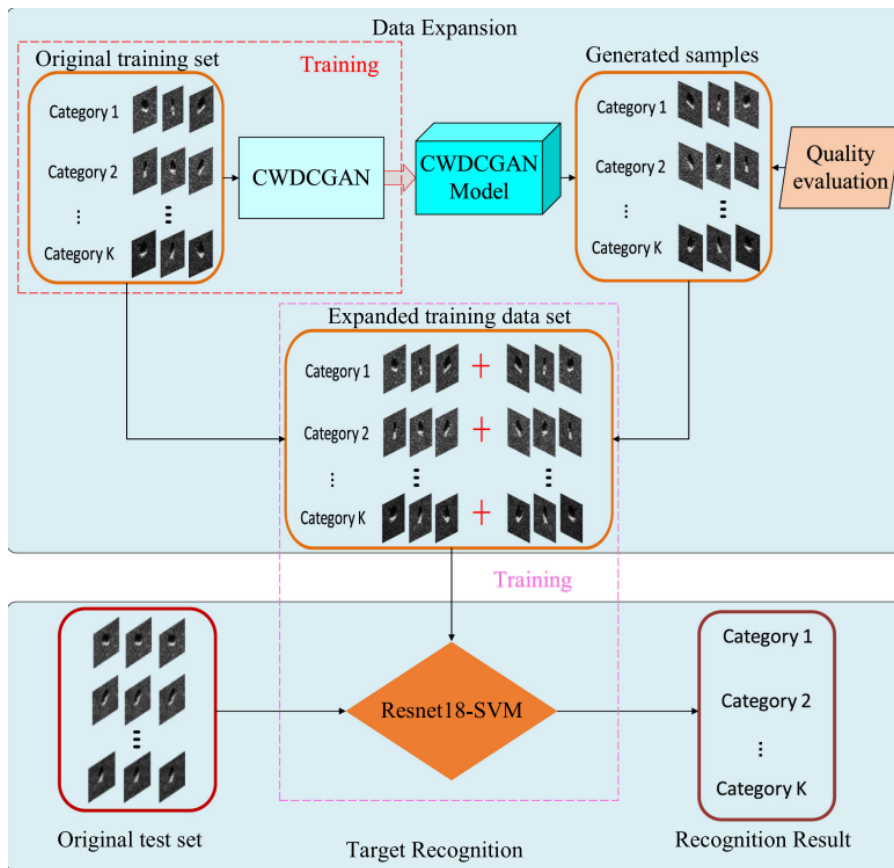 Data Expansion
Original training set
Training
Generated samples
Category 1
Category 2
...
Category K
CWDCGAN
CWDCGAN
Model
Category 1
Category 2
...
Category K
Quality
evaluation
Expanded training data set
Category 1
+
Category 2
+
...
Category K
+
Training
Resnet18-SVM
Category 1
Category 2
...
Category K
Original test set
Target Recognition
Recognition Result